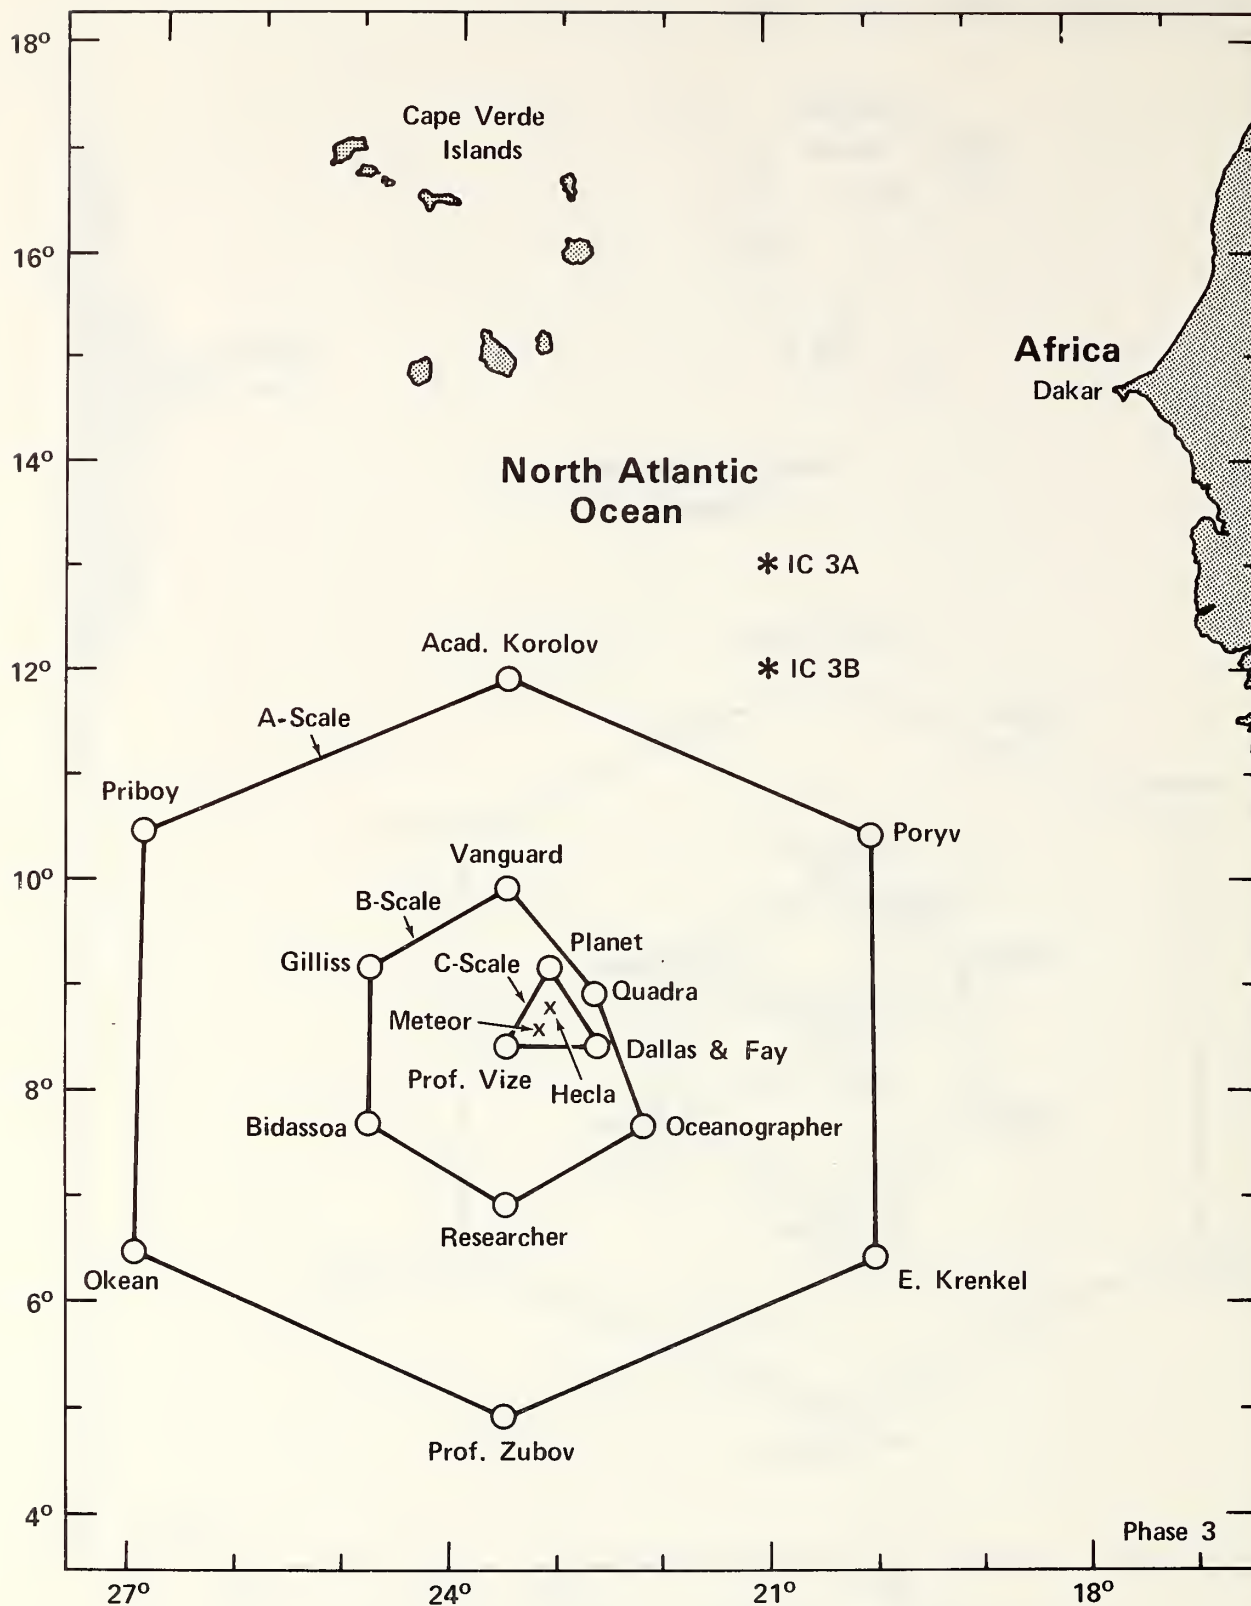 18°
Cape Verde
Islands
16°
Africa
Dakar
14°
North Atlantic
Ocean
* IC 3A
Acad. Korolov
12°
* IC 3B
A-Scale
Priboy
Poryv
Vanguard
10°
B-Scale
Planet
Gilliss
C-Scale
Quadra
Meteor
x
x
Dallas & Fay
Prof. Vize
Hecla
8°
Bidassoa
Oceanographer
Researcher
Okean
E. Krenkel
6°
Prof. Zubov
4°
Phase 3
27°
24°
21°
18°